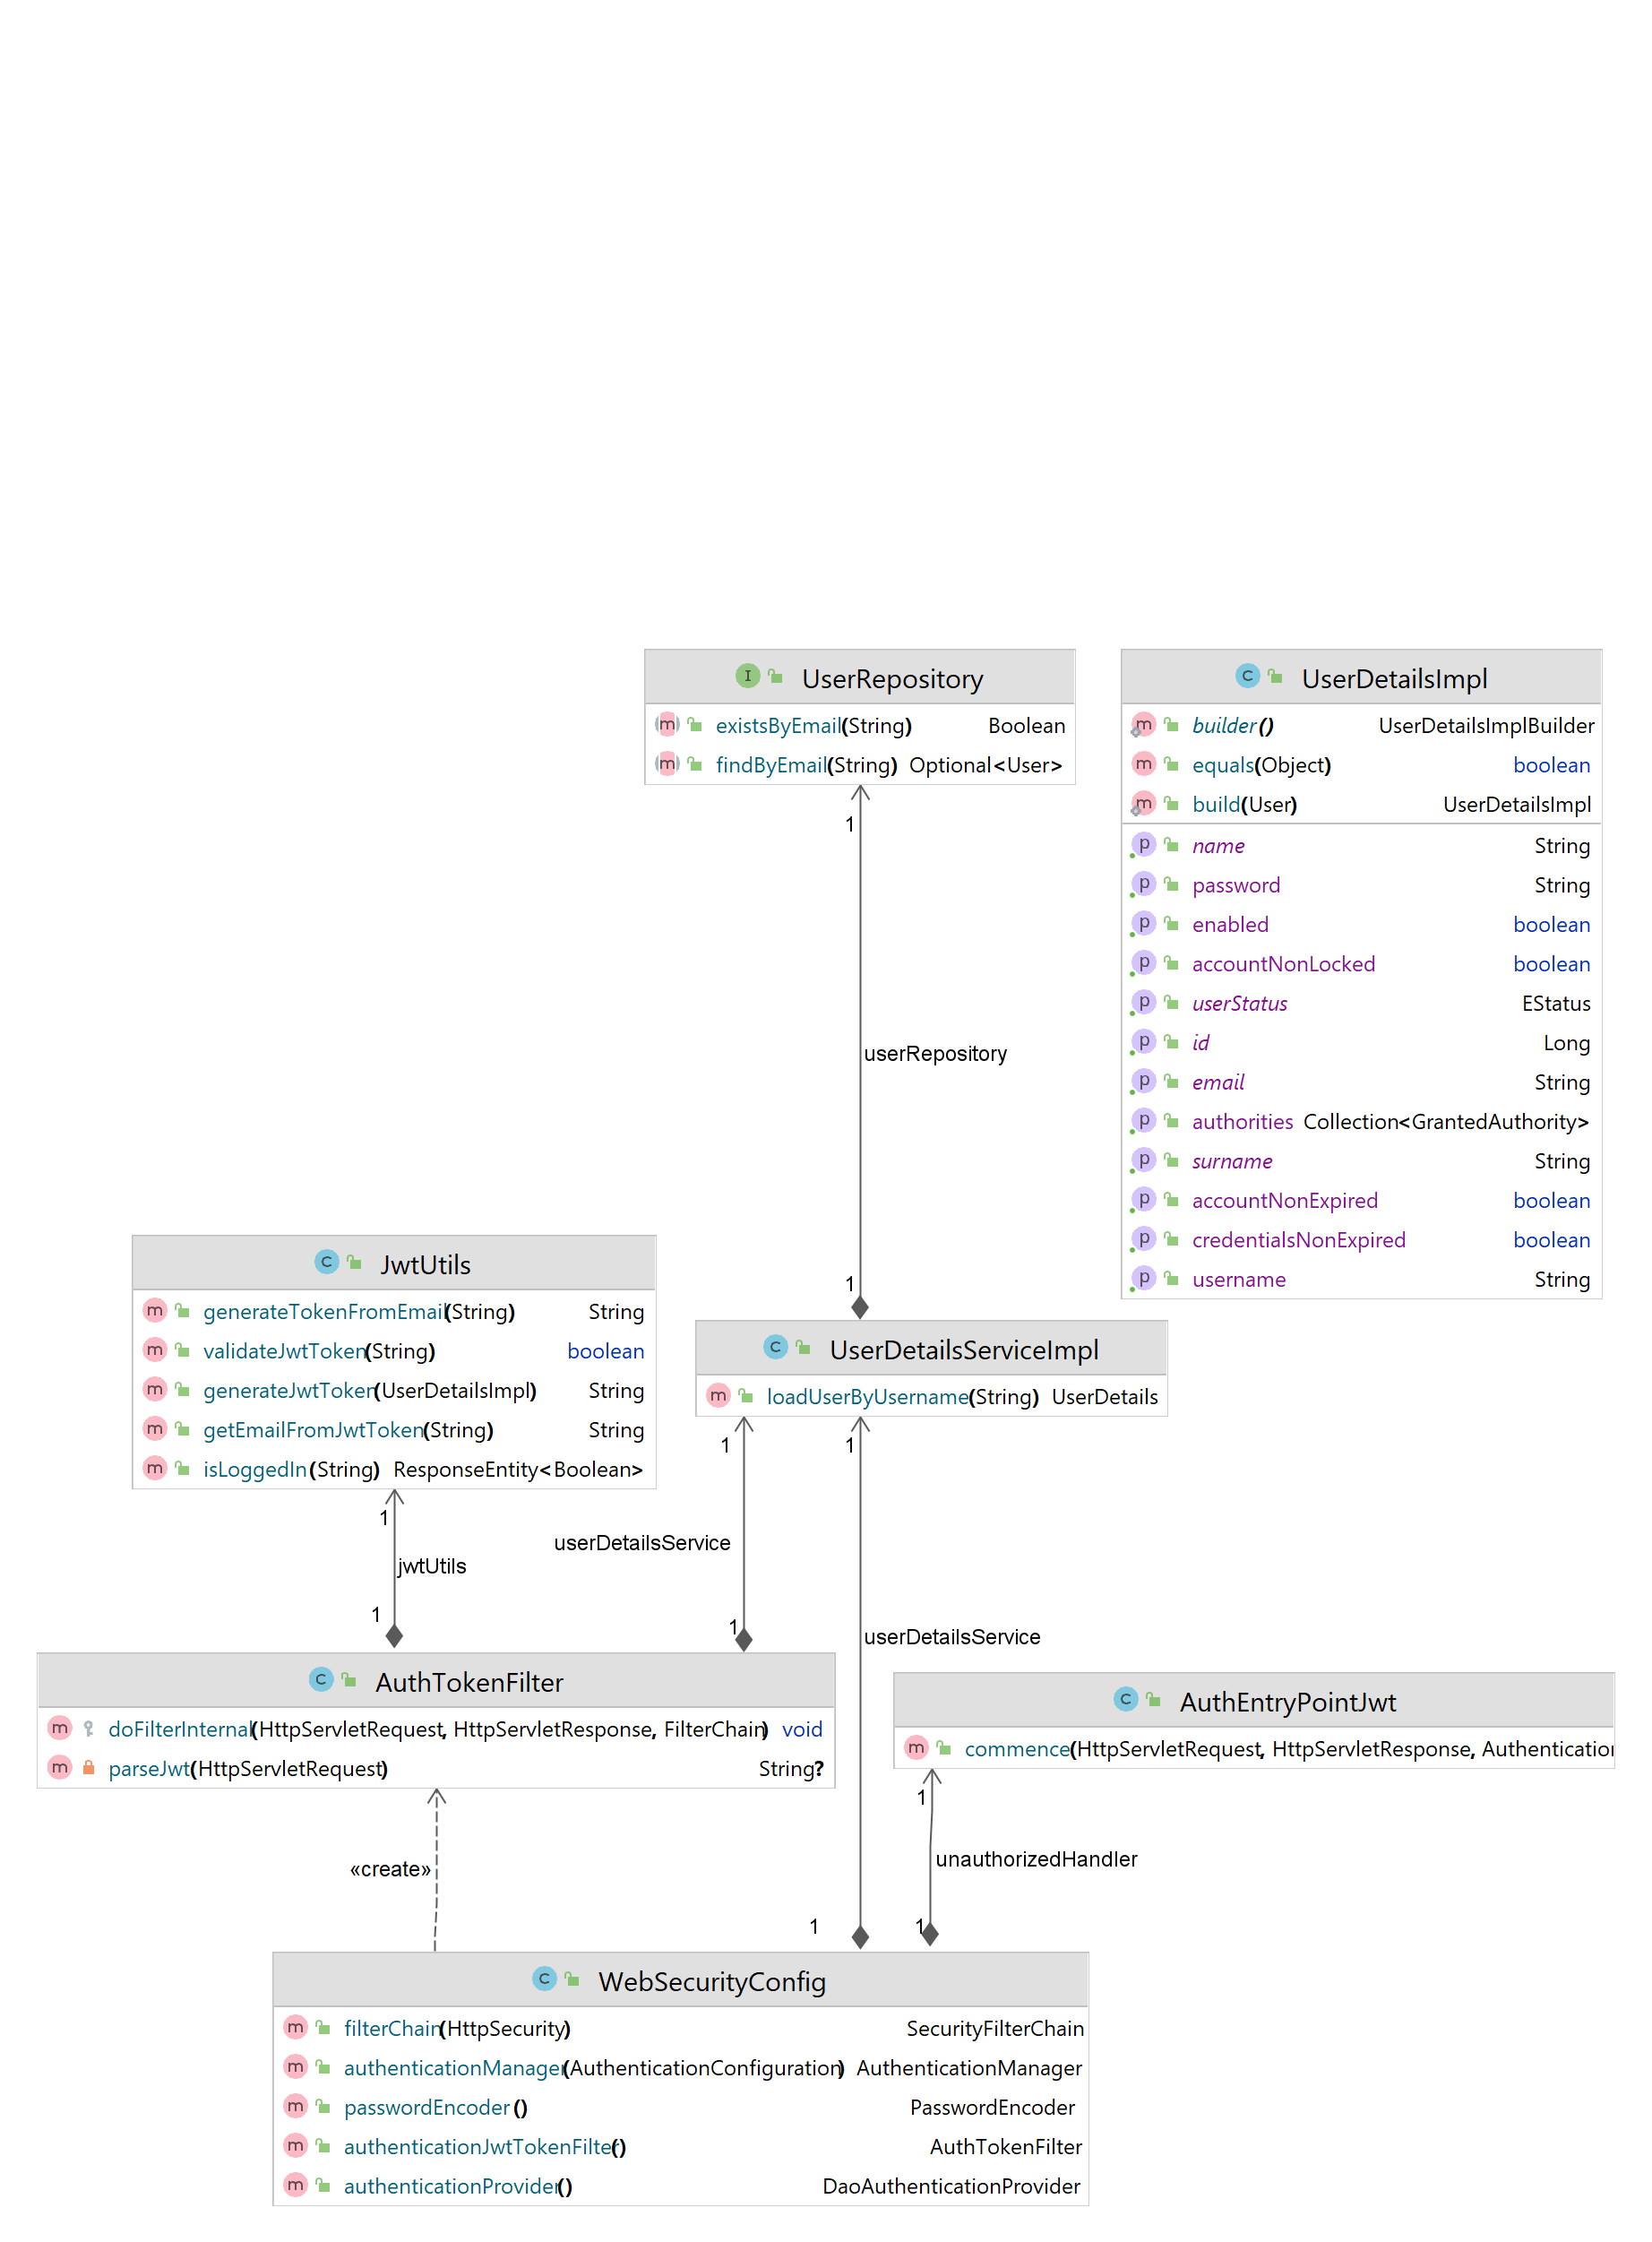 UserRepository
existsByEmail(String) Boolean
findByEmail(String) Optional<User>
UserDetailsImpl
builder() UserDetailsImplBuilder
equals(Object) boolean
build(User) UserDetailsImpl
name String
password String
enabled boolean
accountNonLocked boolean
userStatus EStatus
id Long
email String
authorities Collection<GrantedAuthority>
surname String
accountNonExpired boolean
credentialsNonExpired boolean
username String
1
userRepository
1
JwtUtils
generateTokenFromEmail(String) String
validateJwtToken(String) boolean
generateJwtToken(UserDetailsImpl) String
getEmailFromJwtToken(String) String
isLoggedIn(String) ResponseEntity<Boolean>
UserDetailsServiceImpl
loadUserByUsername(String) UserDetails
1
jwtUtils
1
1
userDetailsService
1
1
userDetailsService
1
AuthTokenFilter
doFilterInternal(HttpServletRequest, HttpServletResponse, FilterChain) void
parseJwt(HttpServletRequest) String?
AuthEntryPointJwt
commence(HttpServletRequest, HttpServletResponse, Authentication
1
unauthorizedHandler
1
«create»
WebSecurityConfig
filterChain(HttpSecurity) SecurityFilterChain
authenticationManager(AuthenticationConfiguration) AuthenticationManager
passwordEncoder() PasswordEncoder
authenticationJwtTokenFilter() AuthTokenFilter
authenticationProvider() DaoAuthenticationProvider